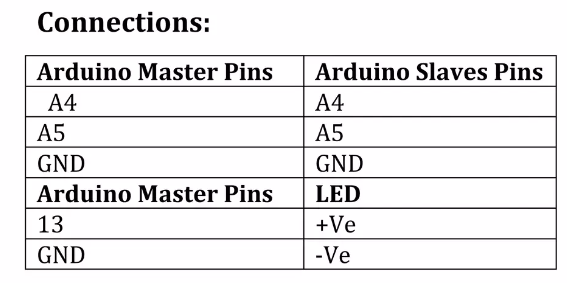 Connections:
Arduino Master Pins Arduino Slaves Pins
A4 A4
A5 A5
GND GND
Arduino Master Pins LED
13 +Ve
GND -Ve